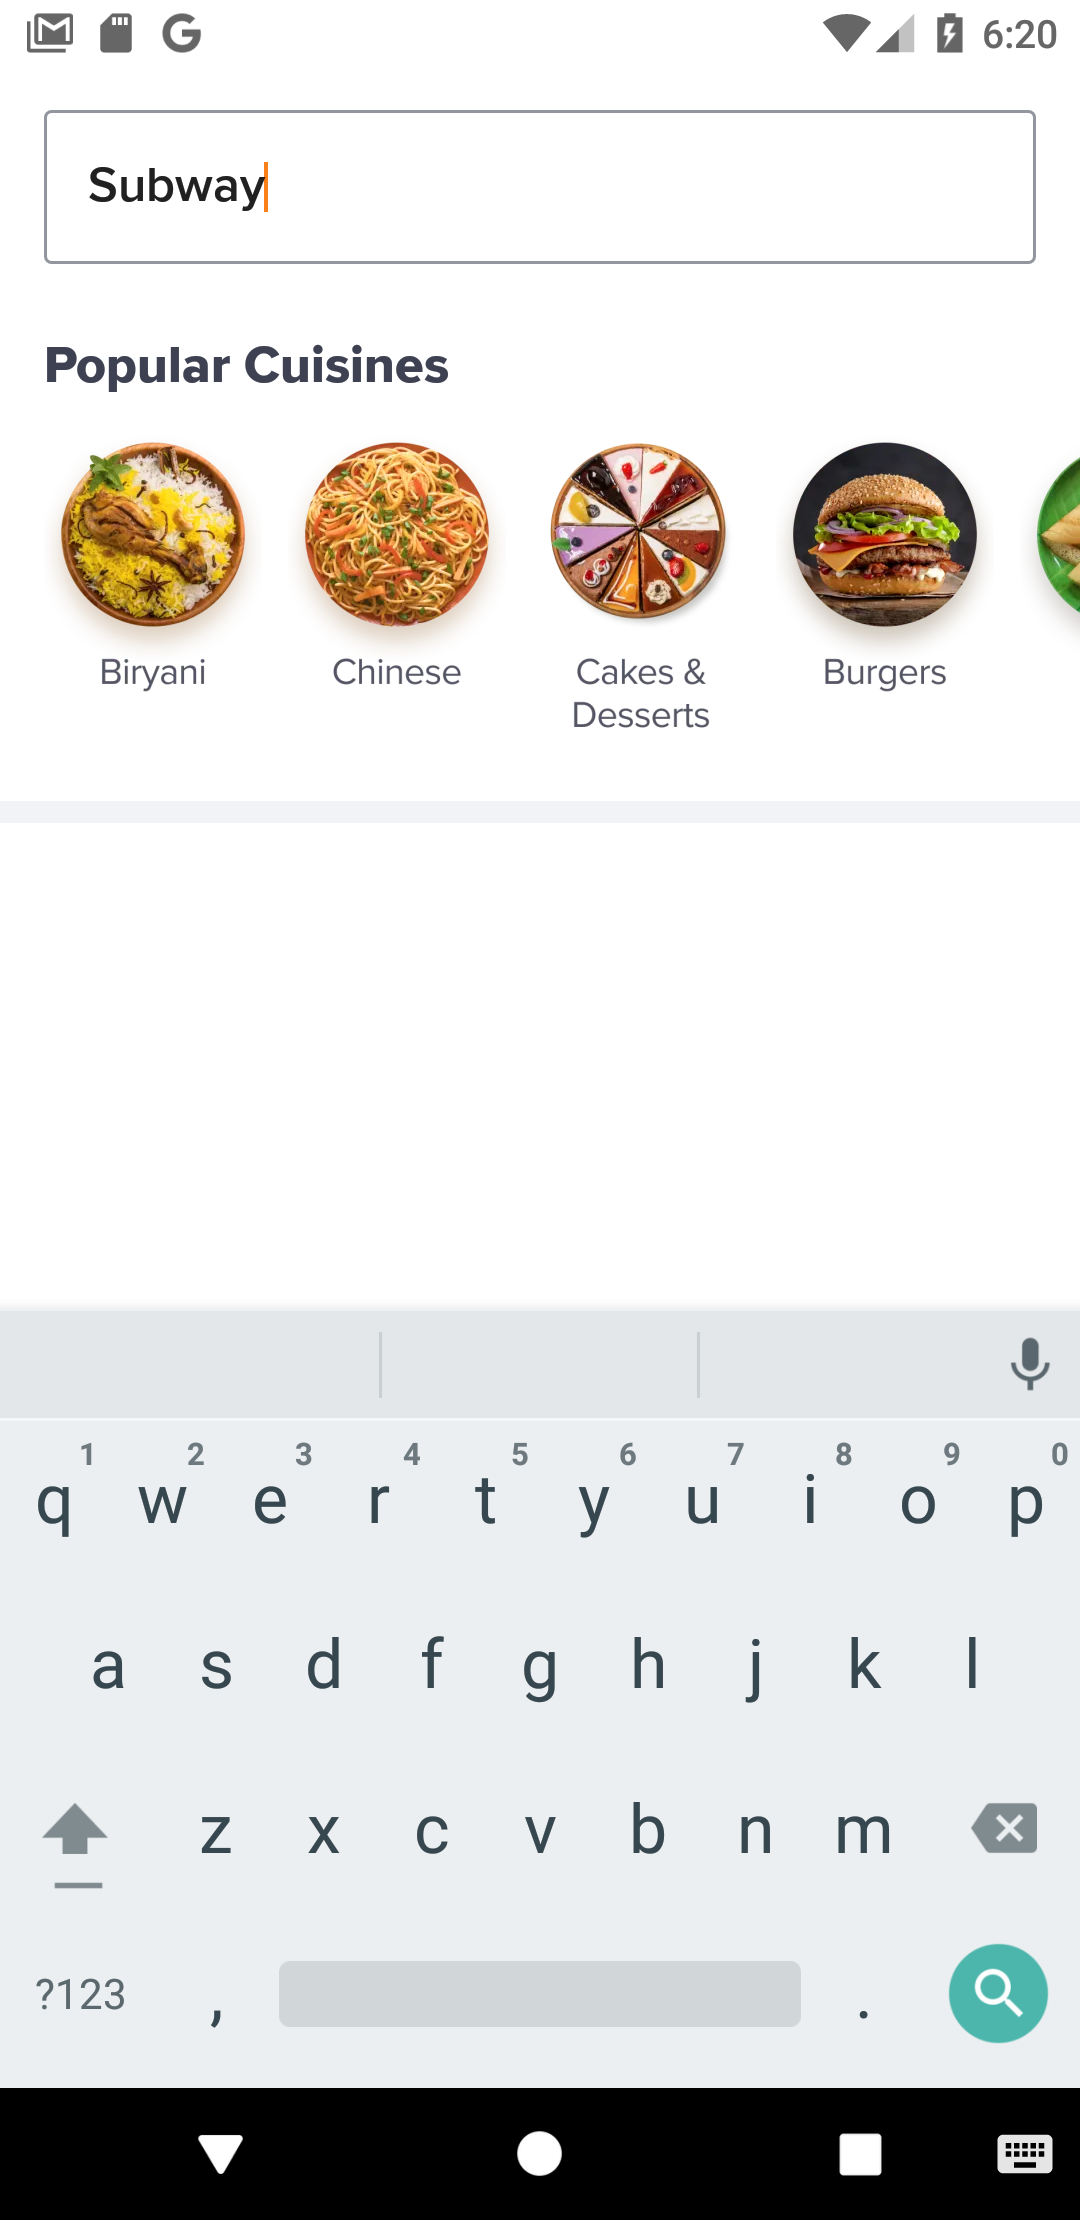 6:20
Subway
Popular Cuisines
Biryani
Chinese
Cakes &
Desserts
Burgers
1 2 3 4 5 6 7 8 9 0
q w e r t y u i o p
a s d f g h j k l
z x c v b n m
?123 , .